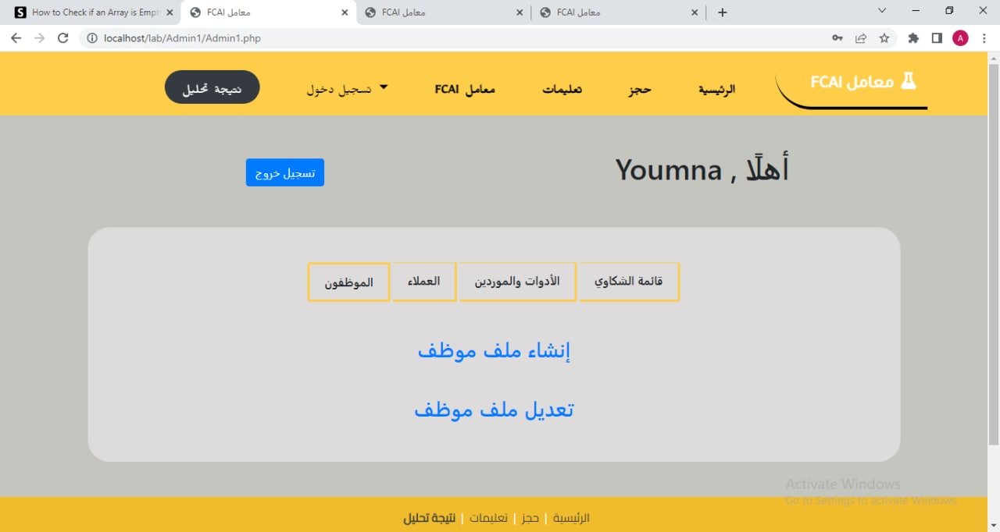 How to Check if an Array is Empt
معامل FCAI
معامل FCAI
معامل FCAI
localhost/lab/Admin1/Admin1.php
A
معامل FCAI
الرئيسية
حجز
تعليمات
معامل FCAI
تسجيل دخول
نتيجة تحليل
أهلًا , Youmna
تسجيل خروج
قائمة الشكاوي
الأدوات والموردين
العملاء
الموظفون
إنشاء ملف موظف
تعديل ملف موظف
Activate Windows
Go to Settings to activate Windows.
الرئيسية | حجز | تعليمات | نتيجة تحليل